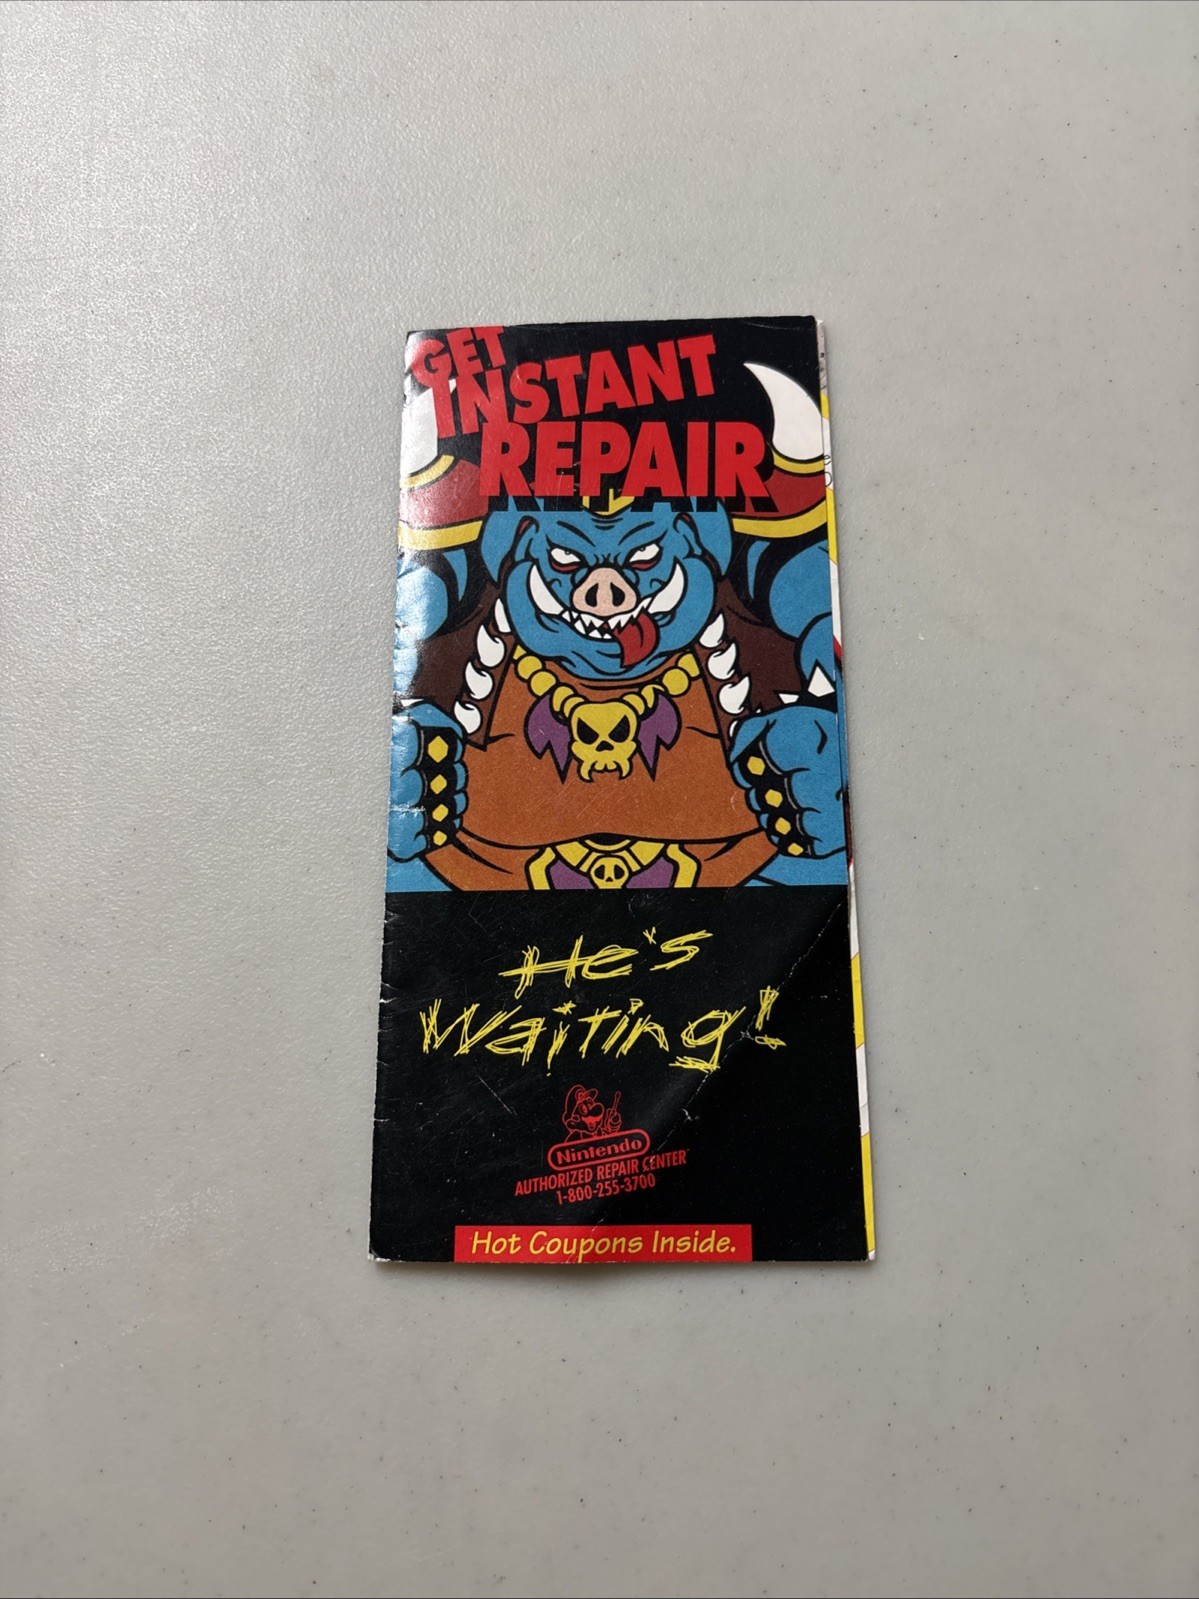 GET
INSTANT
REPAIR
He's
Waiting!
Nintendo
AUTHORIZED REPAIR CENTER
1-800-255-3700
Hot Coupons Inside.